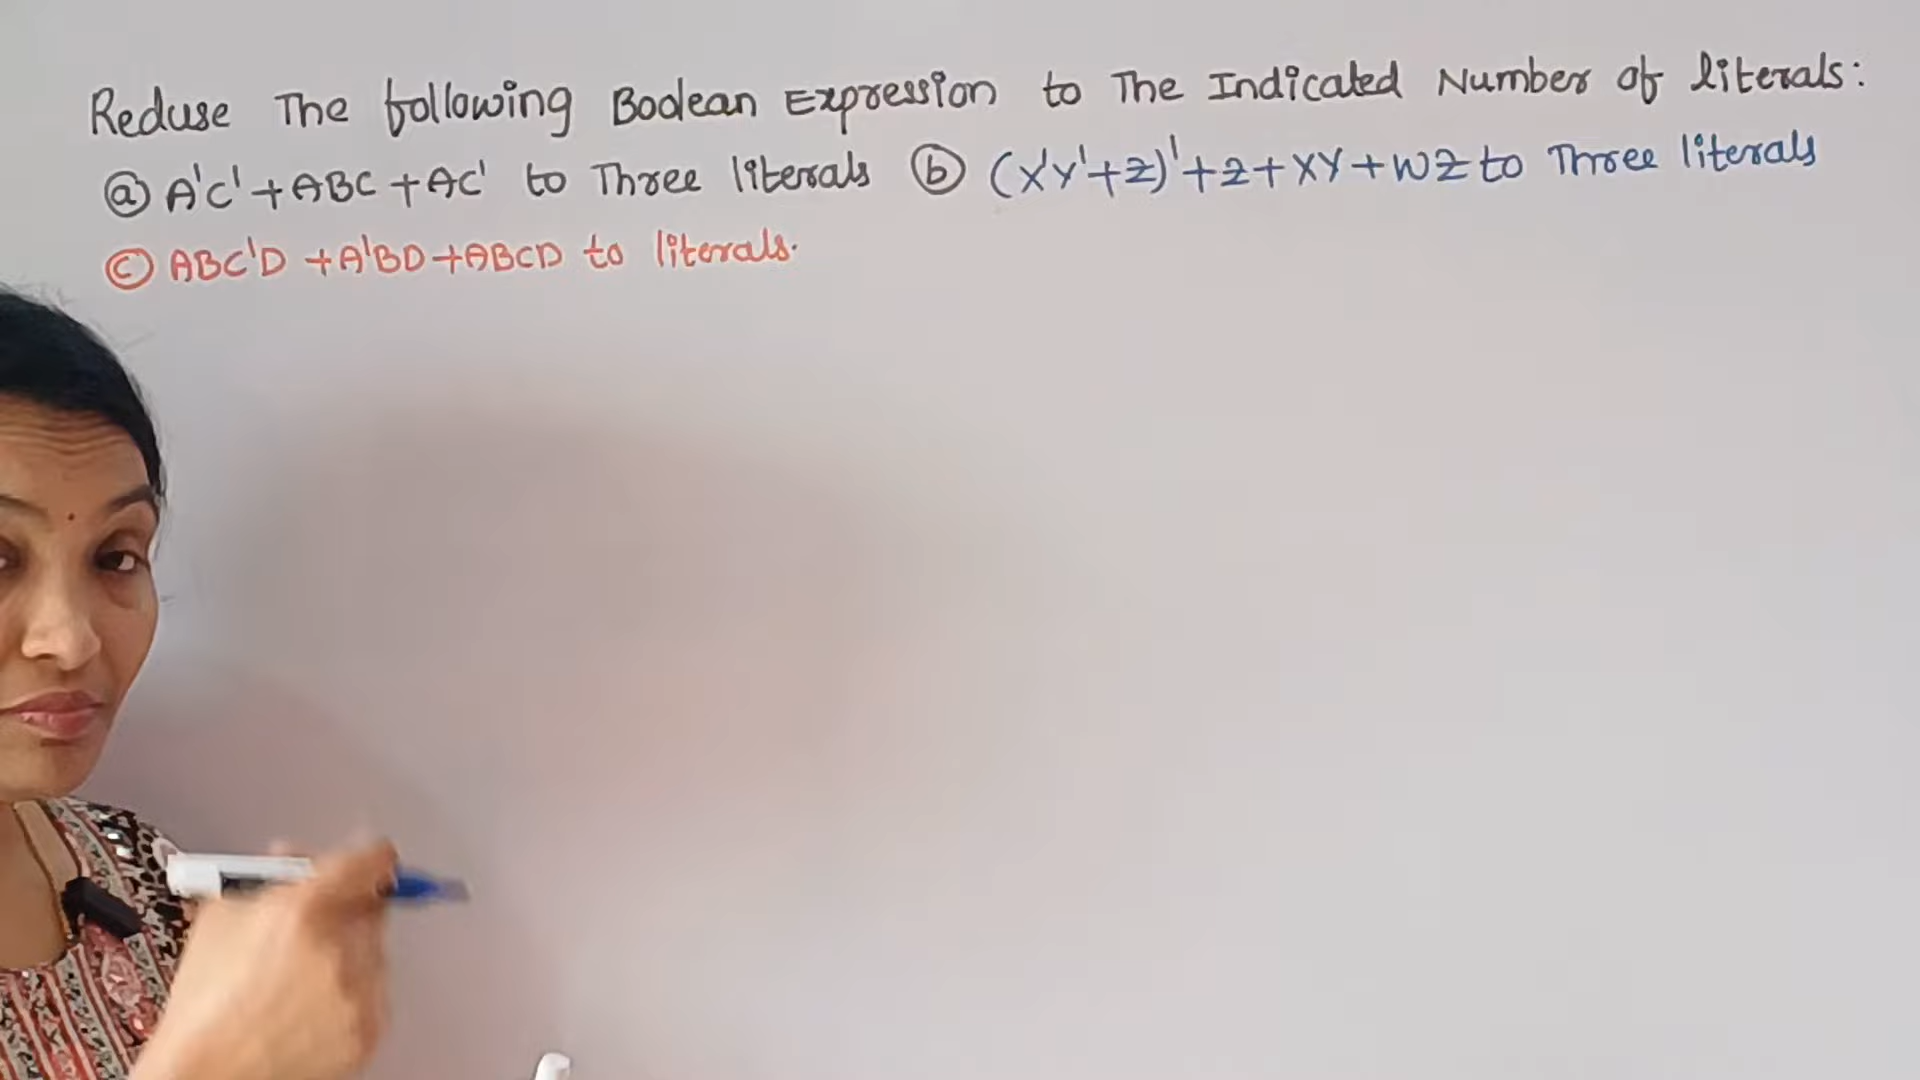 Reduse The following Boolean Expression to The Indicated Number of literals:
ⓐ A'C' + ABC + AC' to Three literals ⓑ (X'Y'+Z)'+Z+XY+WZ to Three literals
ⓒ ABC'D + A'BD + ABCD to literals.